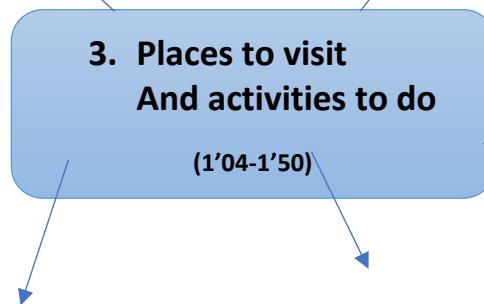 3. Places to visit
And activities to do
(1’04-1’50)